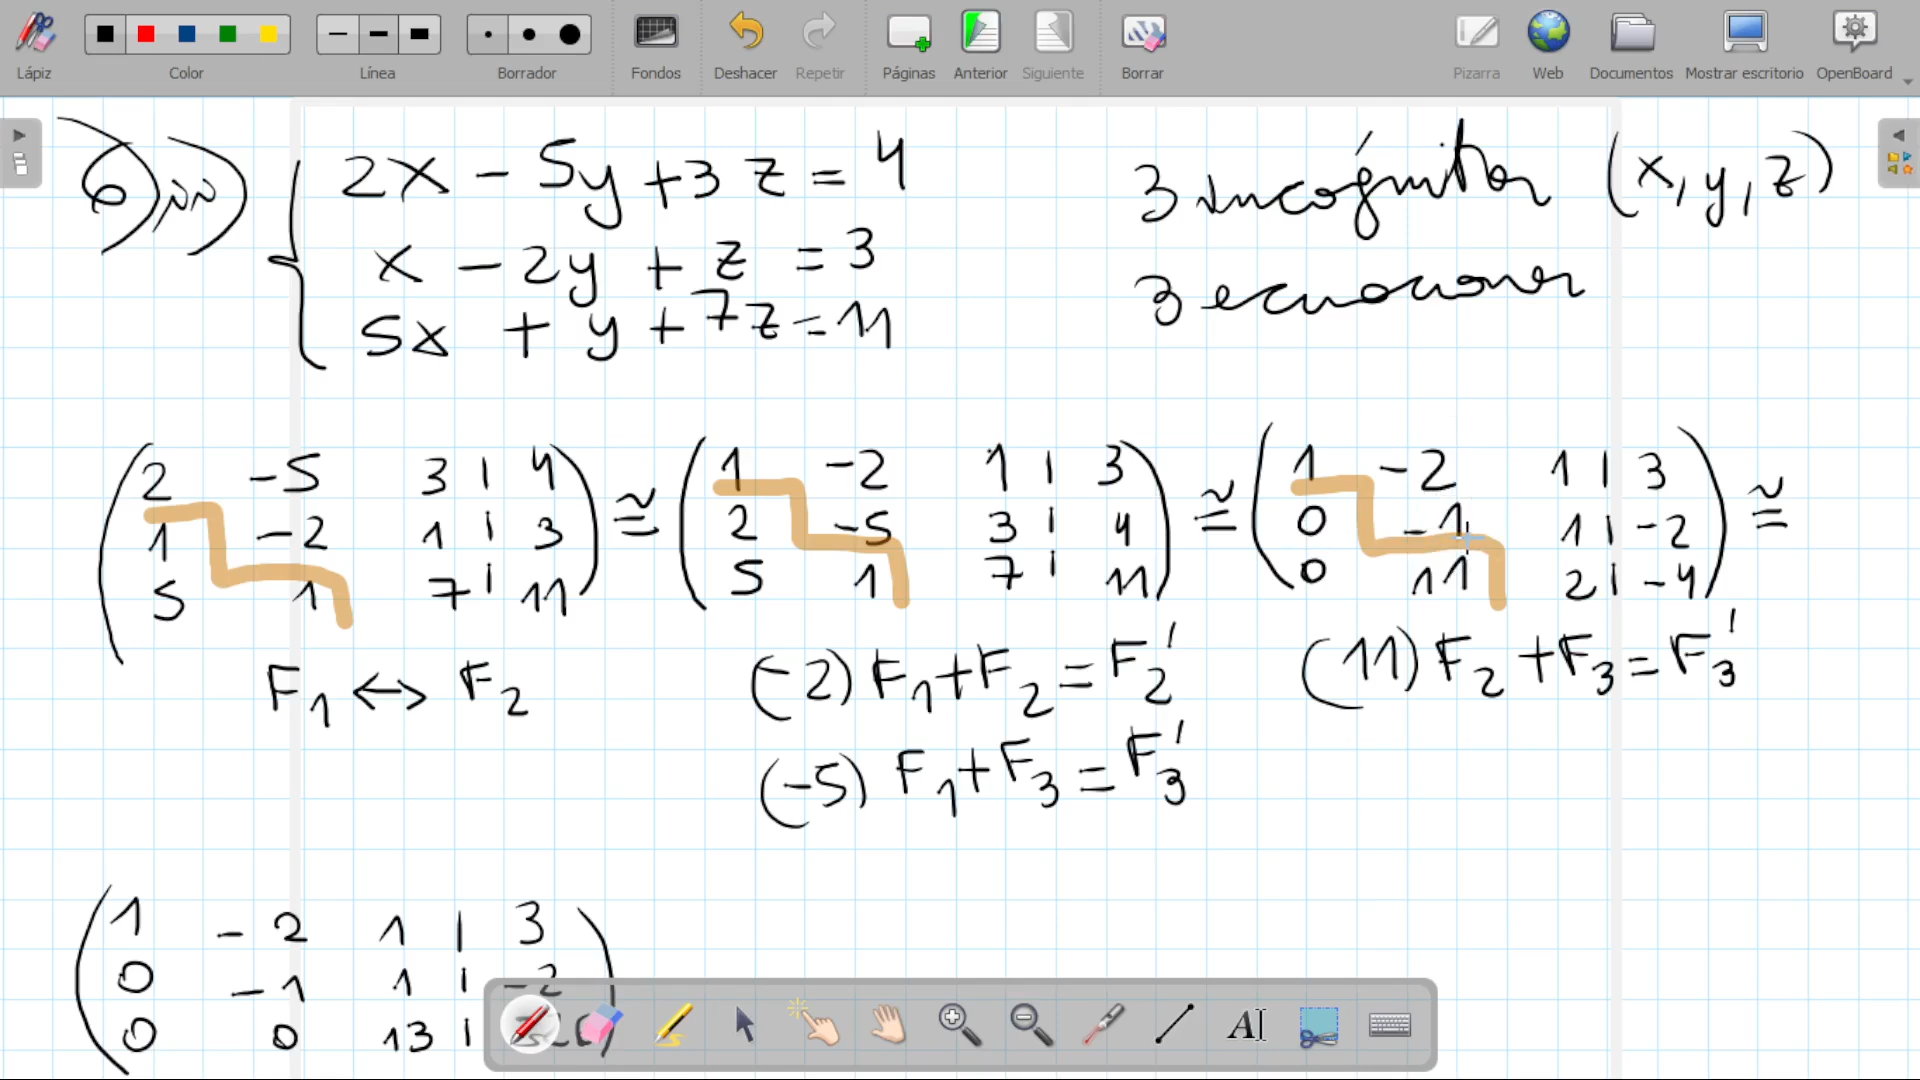 Lápiz Color Línea Borrador Fondos Deshacer Repetir Páginas Anterior Siguiente Borrar Pizarra Web Documentos Mostrar escritorio OpenBoard
6)
2x - 5y + 3z = 4
x - 2y + z = 3
5x + y + 7z = 11
3 incógnitas (x, y, z)
3 ecuaciones
2 -5 3 | 4
1 -2 1 | 3
5 1 7 | 11
≅
1 -2 1 | 3
2 -5 3 | 4
5 1 7 | 11
≅
1 -2 1 | 3
0 -1 1 | -2
0 11 2 | -4
≅
F1 ↔ F2
(-2) F1 + F2 = F2'
(-5) F1 + F3 = F3'
(11) F2 + F3 = F3'
1 -2 1 | 3
0 -1 1 | -2
0 0 13 |